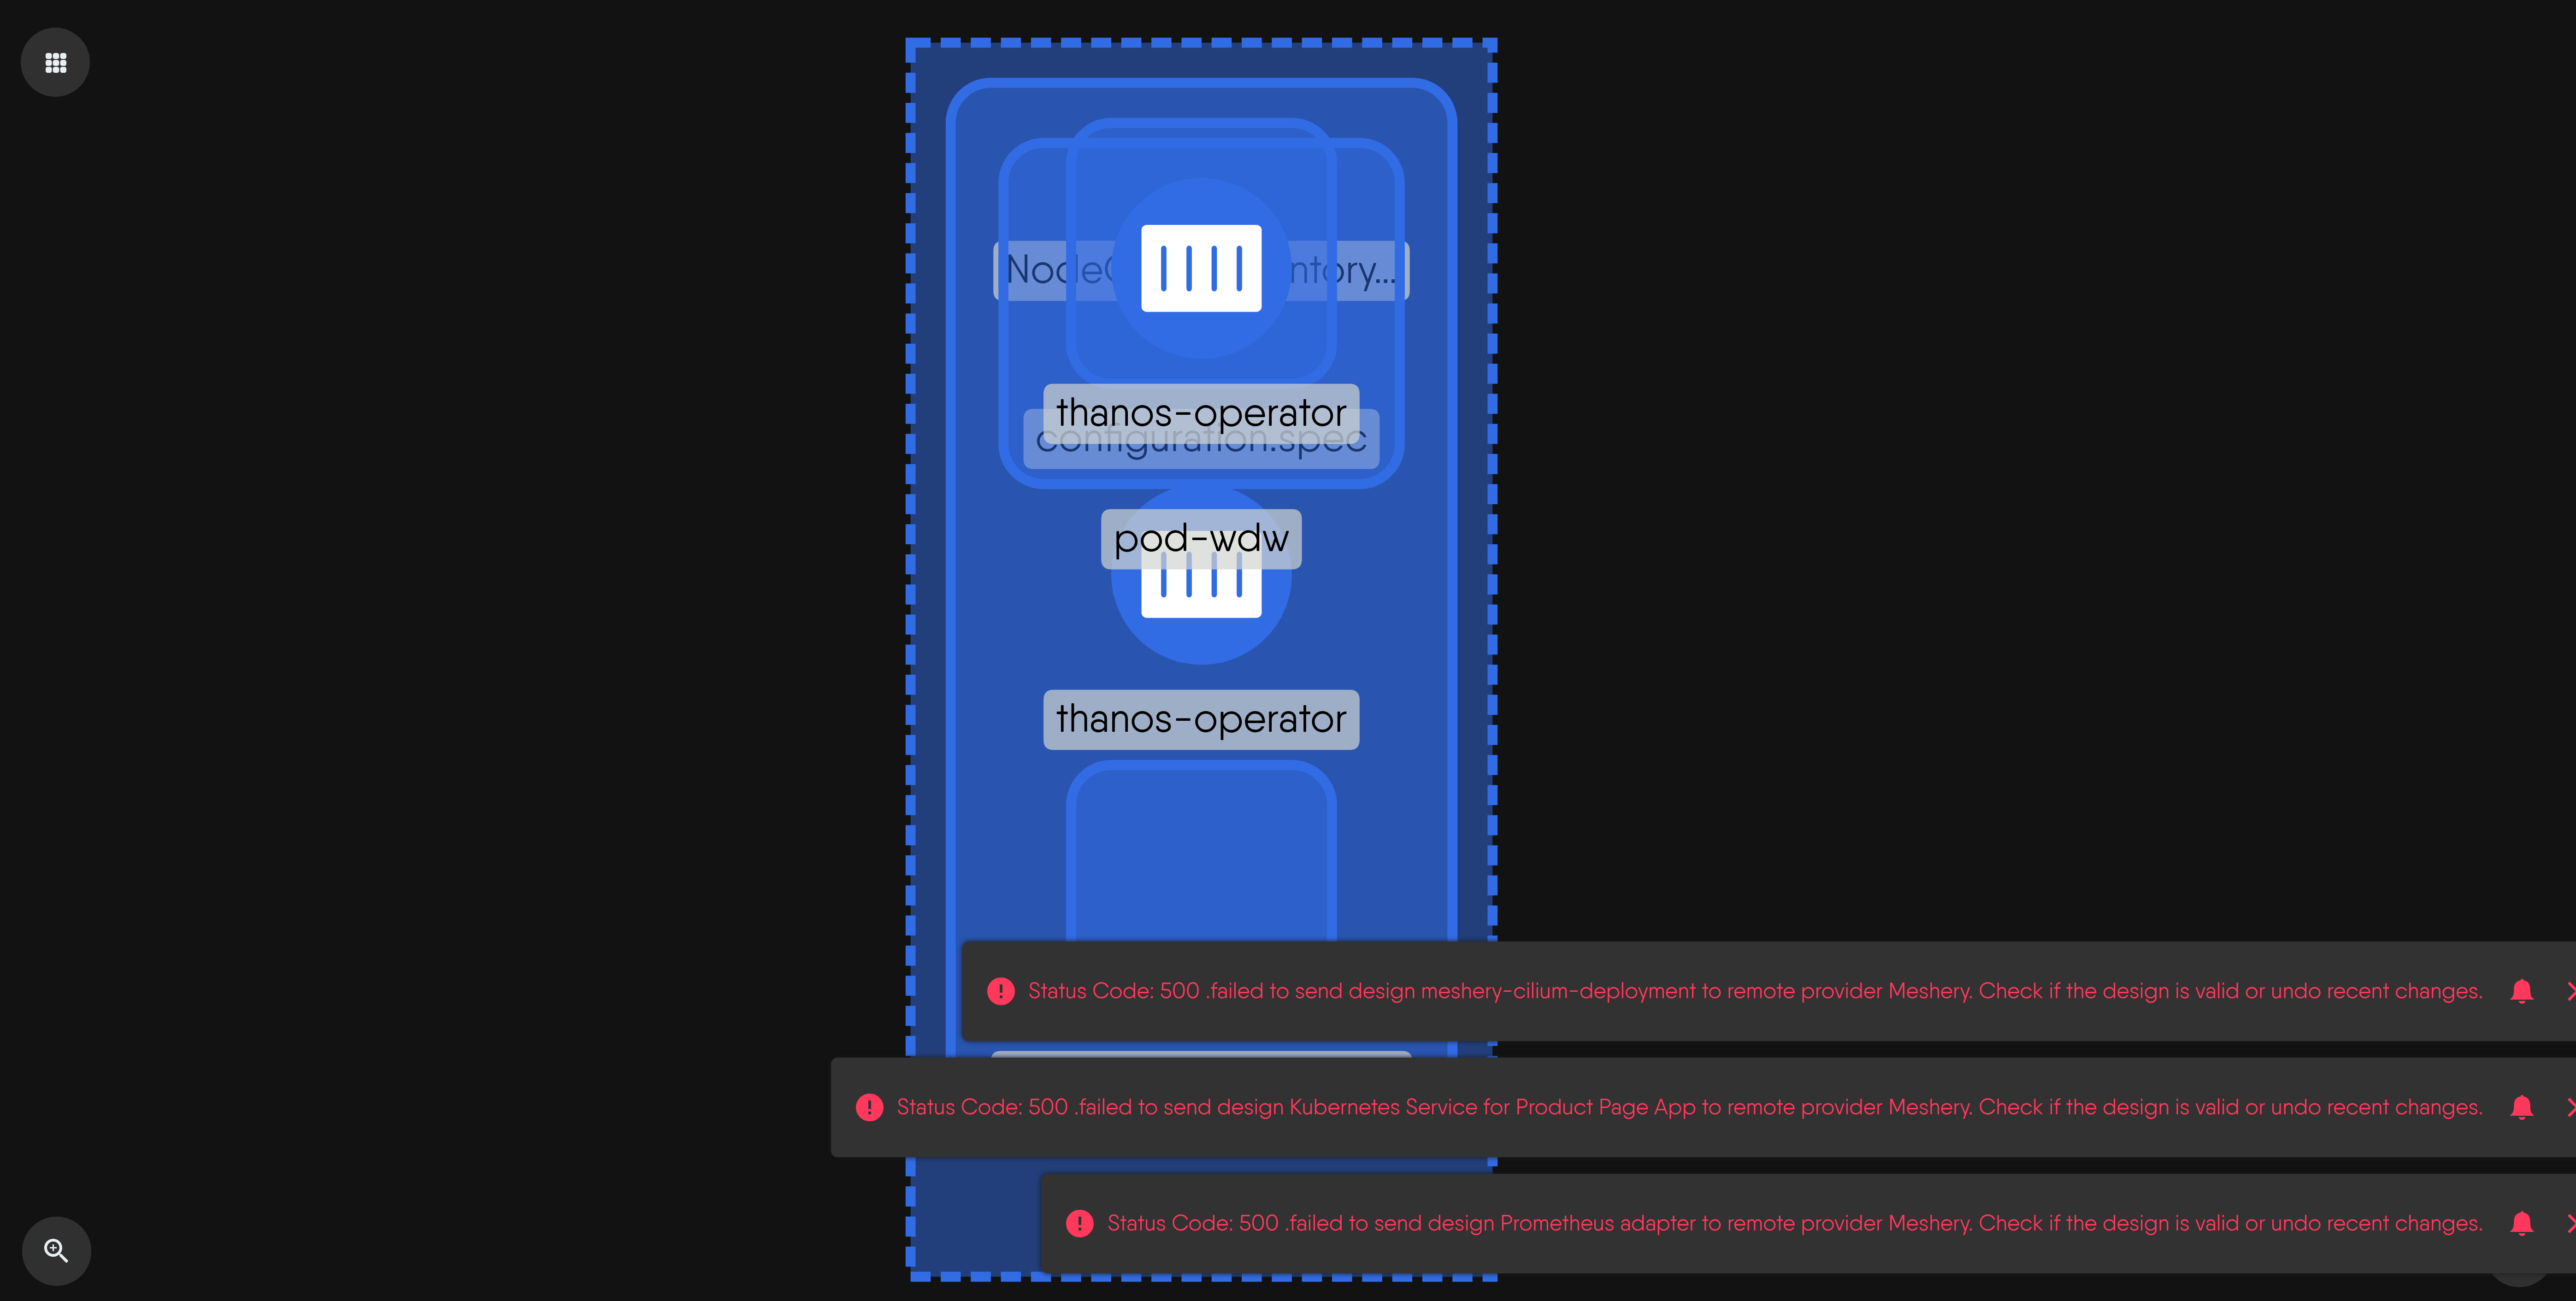 thanos-operator
configuration.spec
pod-wdw
thanos-operator
Status Code: 500 .failed to send design meshery-cilium-deployment to remote provider Meshery. Check if the design is valid or undo recent changes.
Status Code: 500 .failed to send design Kubernetes Service for Product Page App to remote provider Meshery. Check if the design is valid or undo recent changes.
Status Code: 500 .failed to send design Prometheus adapter to remote provider Meshery. Check if the design is valid or undo recent changes.